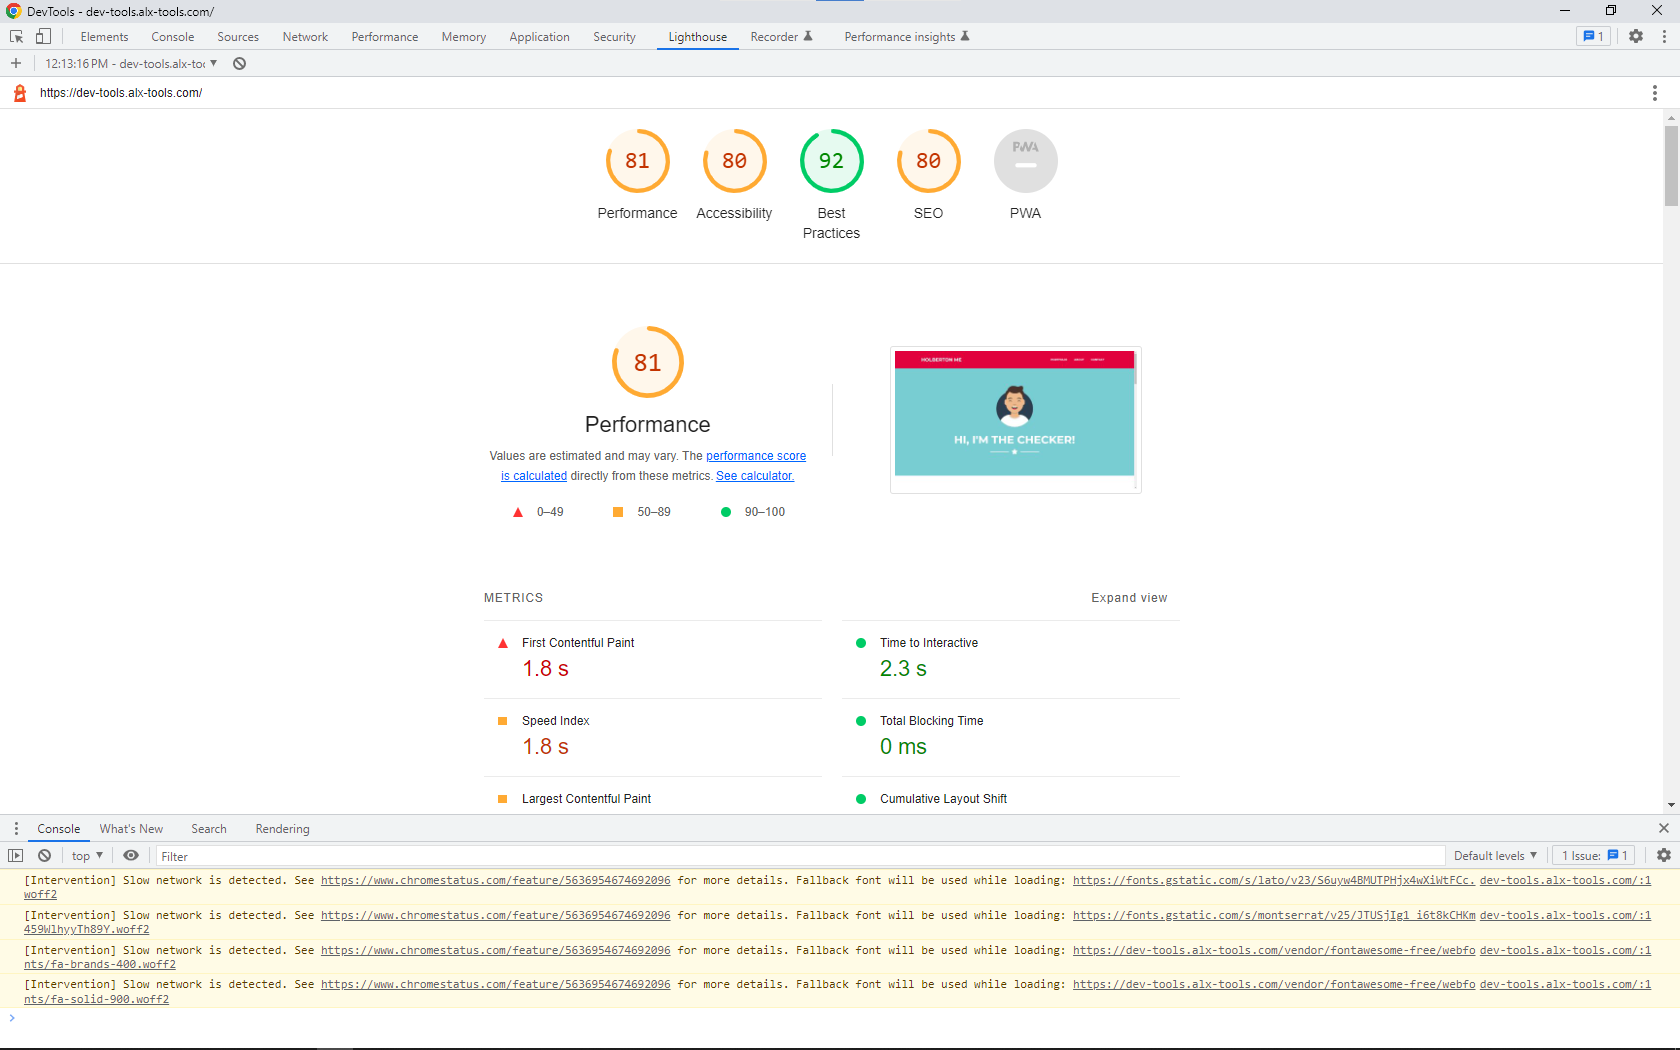 DevTools - dev-tools.alx-tools.com/
Elements Console Sources Network Performance Memory Application Security Lighthouse Recorder Performance insights 1
12:13:16 PM - dev-tools.alx-toc
https://dev-tools.alx-tools.com/
81 80 92 80 PWA
Performance Accessibility Best Practices SEO PWA
81
Performance
Values are estimated and may vary. The performance score
is calculated directly from these metrics. See calculator.
0–49 50–89 90–100
HOLBERTON ME PORTFOLIO ABOUT CONTACT
HI, I'M THE CHECKER!
METRICS Expand view
First Contentful Paint
1.8 s
Time to Interactive
2.3 s
Speed Index
1.8 s
Total Blocking Time
0 ms
Largest Contentful Paint
Cumulative Layout Shift
Console What's New Search Rendering
top Filter Default levels 1 Issue: 1
[Intervention] Slow network is detected. See https://www.chromestatus.com/feature/5636954674692096 for more details. Fallback font will be used while loading: https://fonts.gstatic.com/s/lato/v23/S6uyw4BMUTPHjx4wXiWtFCc. dev-tools.alx-tools.com/:1
woff2
[Intervention] Slow network is detected. See https://www.chromestatus.com/feature/5636954674692096 for more details. Fallback font will be used while loading: https://fonts.gstatic.com/s/montserrat/v25/JTUSjIg1_i6t8kCHKm dev-tools.alx-tools.com/:1
459WlhyyTh89Y.woff2
[Intervention] Slow network is detected. See https://www.chromestatus.com/feature/5636954674692096 for more details. Fallback font will be used while loading: https://dev-tools.alx-tools.com/vendor/fontawesome-free/webfo dev-tools.alx-tools.com/:1
nts/fa-brands-400.woff2
[Intervention] Slow network is detected. See https://www.chromestatus.com/feature/5636954674692096 for more details. Fallback font will be used while loading: https://dev-tools.alx-tools.com/vendor/fontawesome-free/webfo dev-tools.alx-tools.com/:1
nts/fa-solid-900.woff2